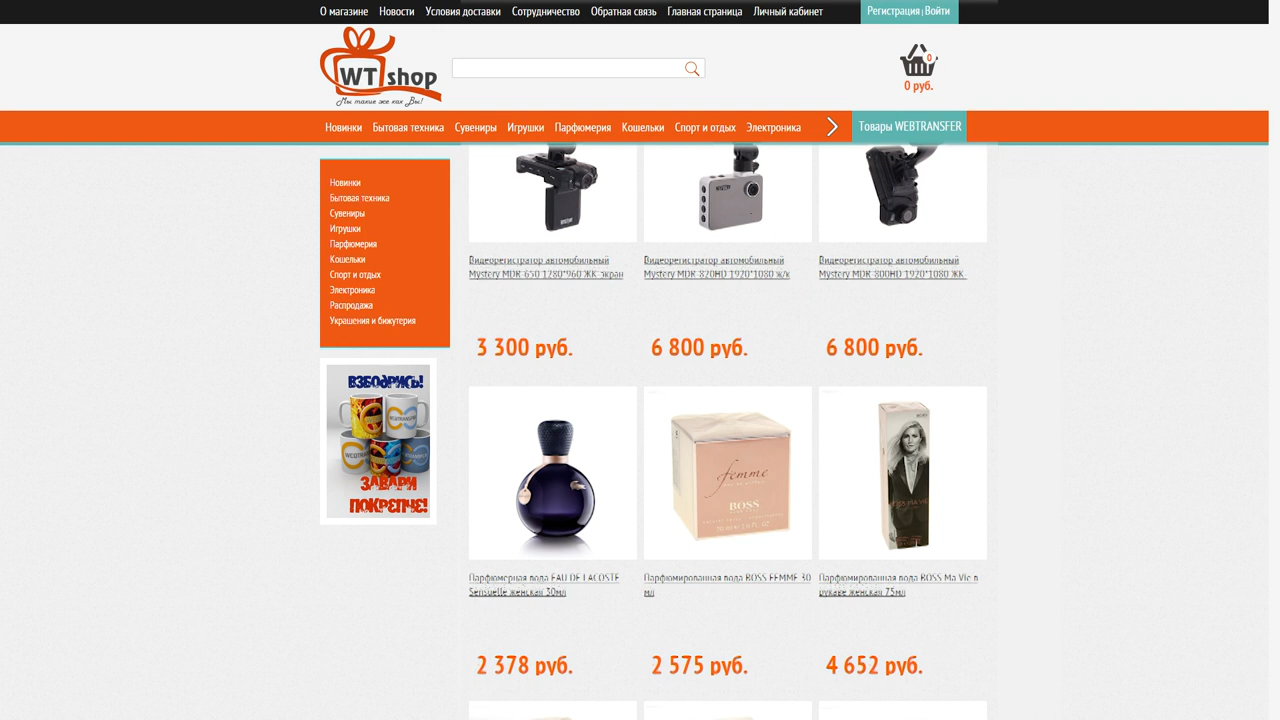 О магазине Новости Условия доставки Сотрудничество Обратная связь Главная страница Личный кабинет Регистрация | Войти
WT shop
Мы такие же как Вы!
0
0 руб.
Новинки Бытовая техника Сувениры Игрушки Парфюмерия Кошельки Спорт и отдых Электроника Товары WEBTRANSFER
Новинки
Бытовая техника
Сувениры
Игрушки
Парфюмерия
Кошельки
Спорт и отдых
Электроника
Распродажа
Украшения и бижутерия
ВЗБОДРИСЬ!
ЗАВАРИ
ПОКРЕПЧЕ!
Видеорегистратор автомобильный
Mystery MDR-650 1280*960 ЖК-экран
3 300 руб.
Видеорегистратор автомобильный
Mystery MDR-820HD 1920*1080 ж/к
6 800 руб.
Видеорегистратор автомобильный
Mystery MDR-800HD 1920*1080 ЖК-
6 800 руб.
Парфюмерная вода EAU DE LACOSTE
Sensuelle женская 30мл
2 378 руб.
femme
BOSS
Парфюмированная вода BOSS FEMME 30
мл
2 575 руб.
Парфюмированная вода BOSS Ma Vie в
рукаве женская 75мл
4 652 руб.